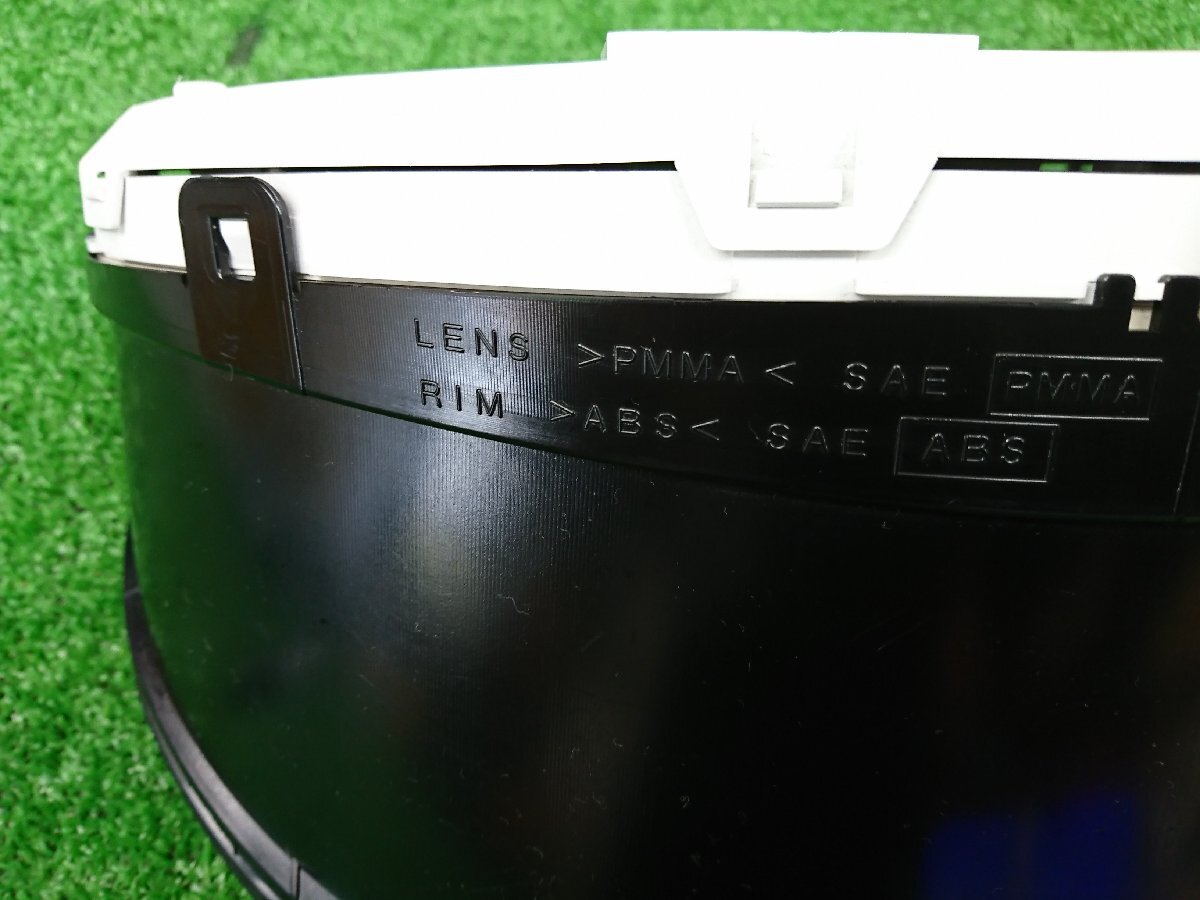 LENS >PMMA< SAE PMMA
RIM >ABS< SAE ABS